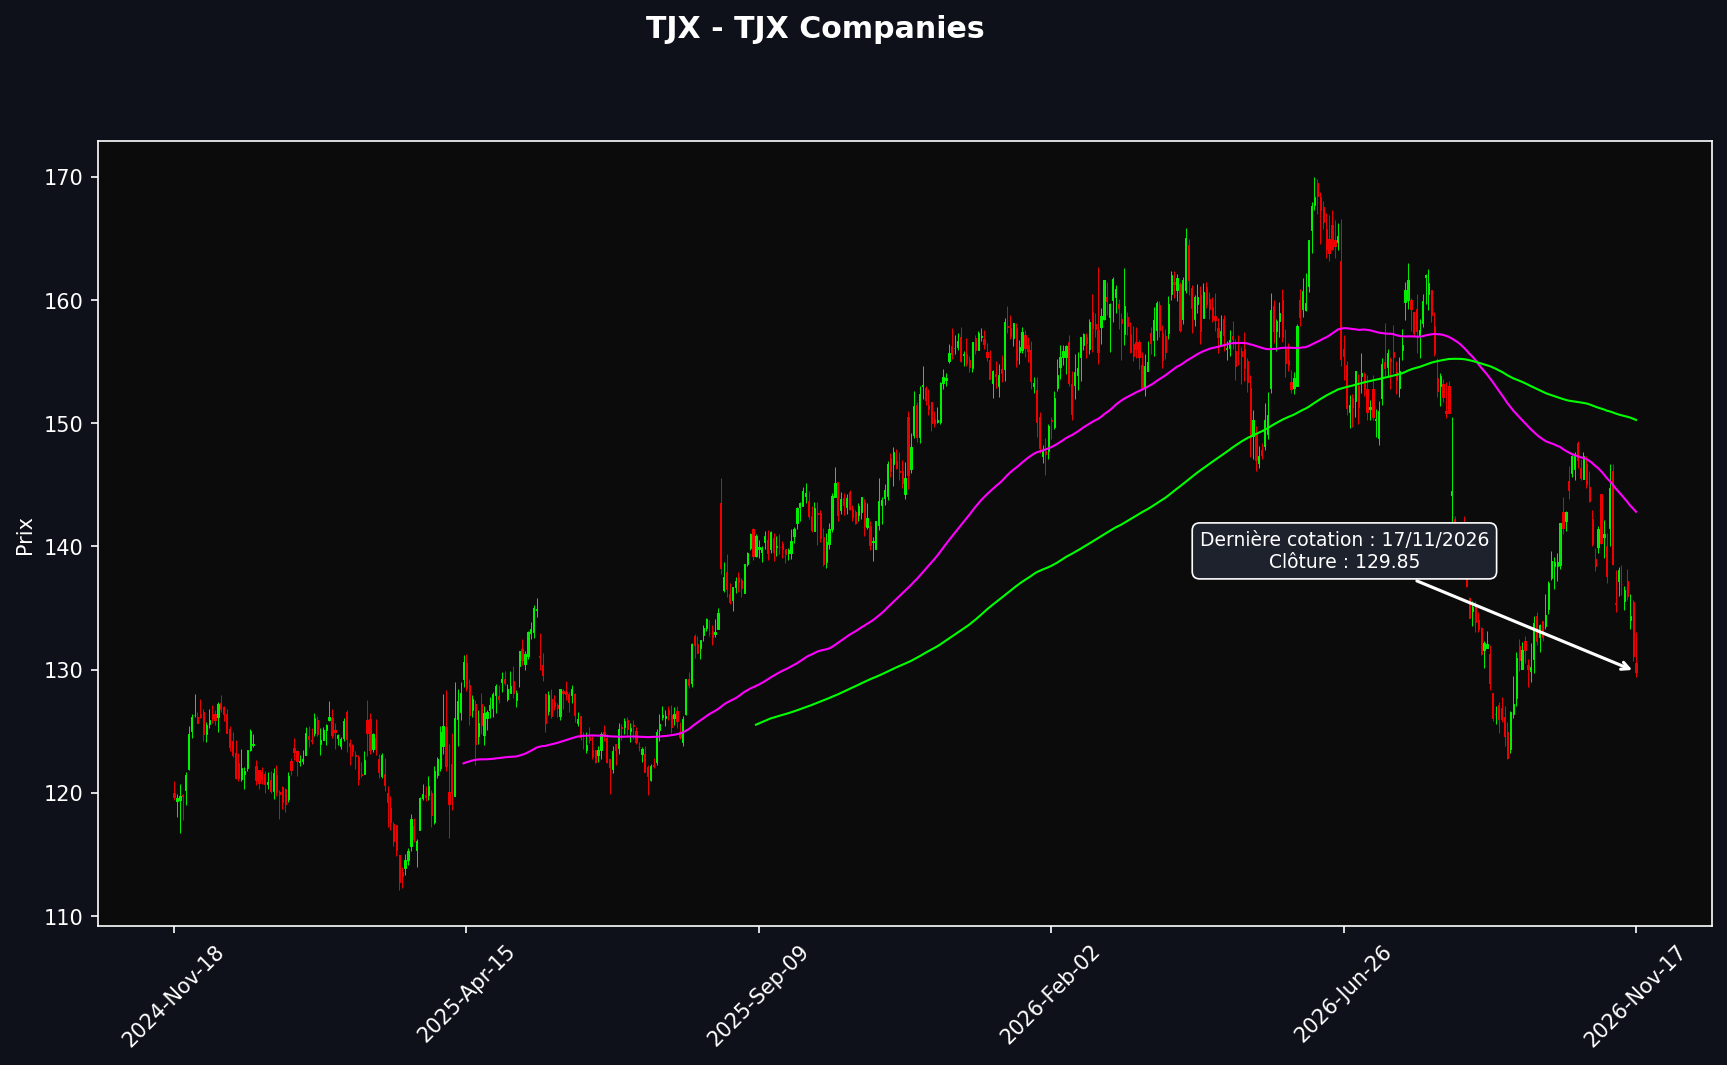 TJX - TJX Companies
Prix
170
160
150
140
130
120
110
Dernière cotation : 17/11/2026
Clôture : 129.85
2024-Nov-18
2025-Apr-15
2025-Sep-09
2026-Feb-02
2026-Jun-26
2026-Nov-17